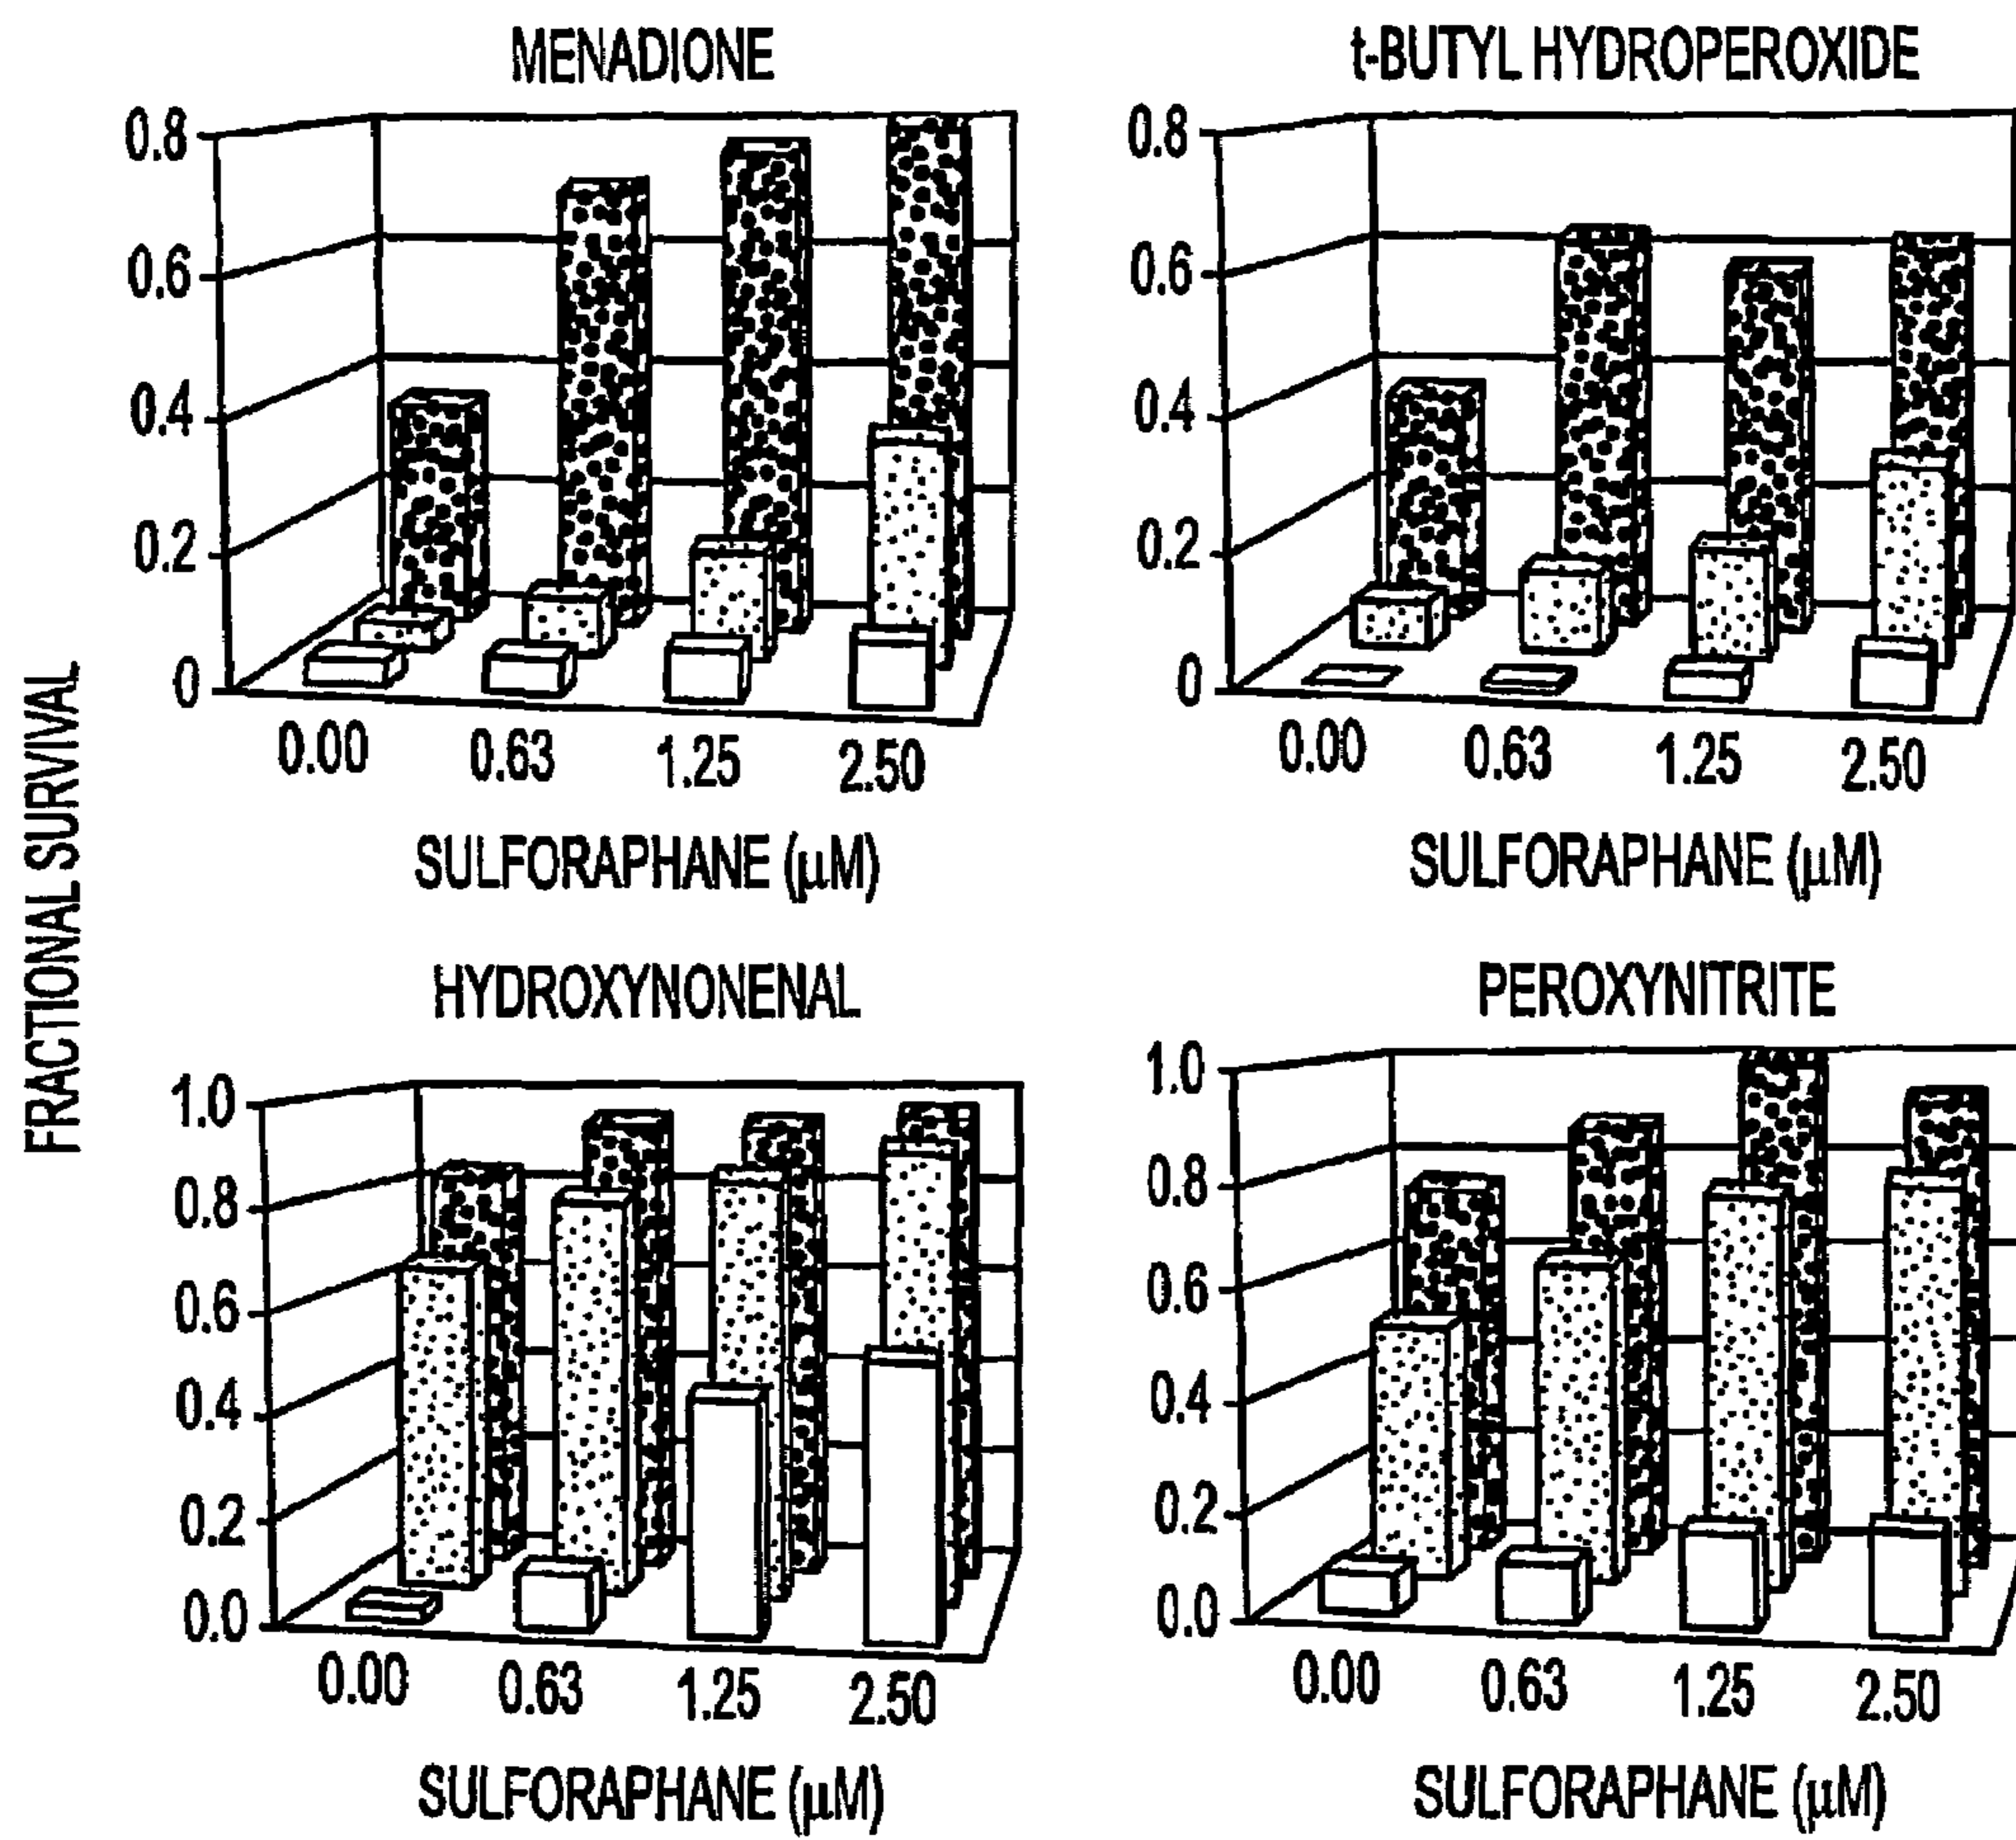 FRACTIONAL SURVIVAL
MENADIONE
0.8
0.6
0.4
0.2
0
0.00 0.63 1.25 2.50
SULFORAPHANE (µM)
t-BUTYL HYDROPEROXIDE
0.8
0.6
0.4
0.2
0
0.00 0.63 1.25 2.50
SULFORAPHANE (µM)
HYDROXYNONENAL
1.0
0.8
0.6
0.4
0.2
0.0
0.00 0.63 1.25 2.50
SULFORAPHANE (µM)
PEROXYNITRITE
1.0
0.8
0.6
0.4
0.2
0.0
0.00 0.63 1.25 2.50
SULFORAPHANE (µM)